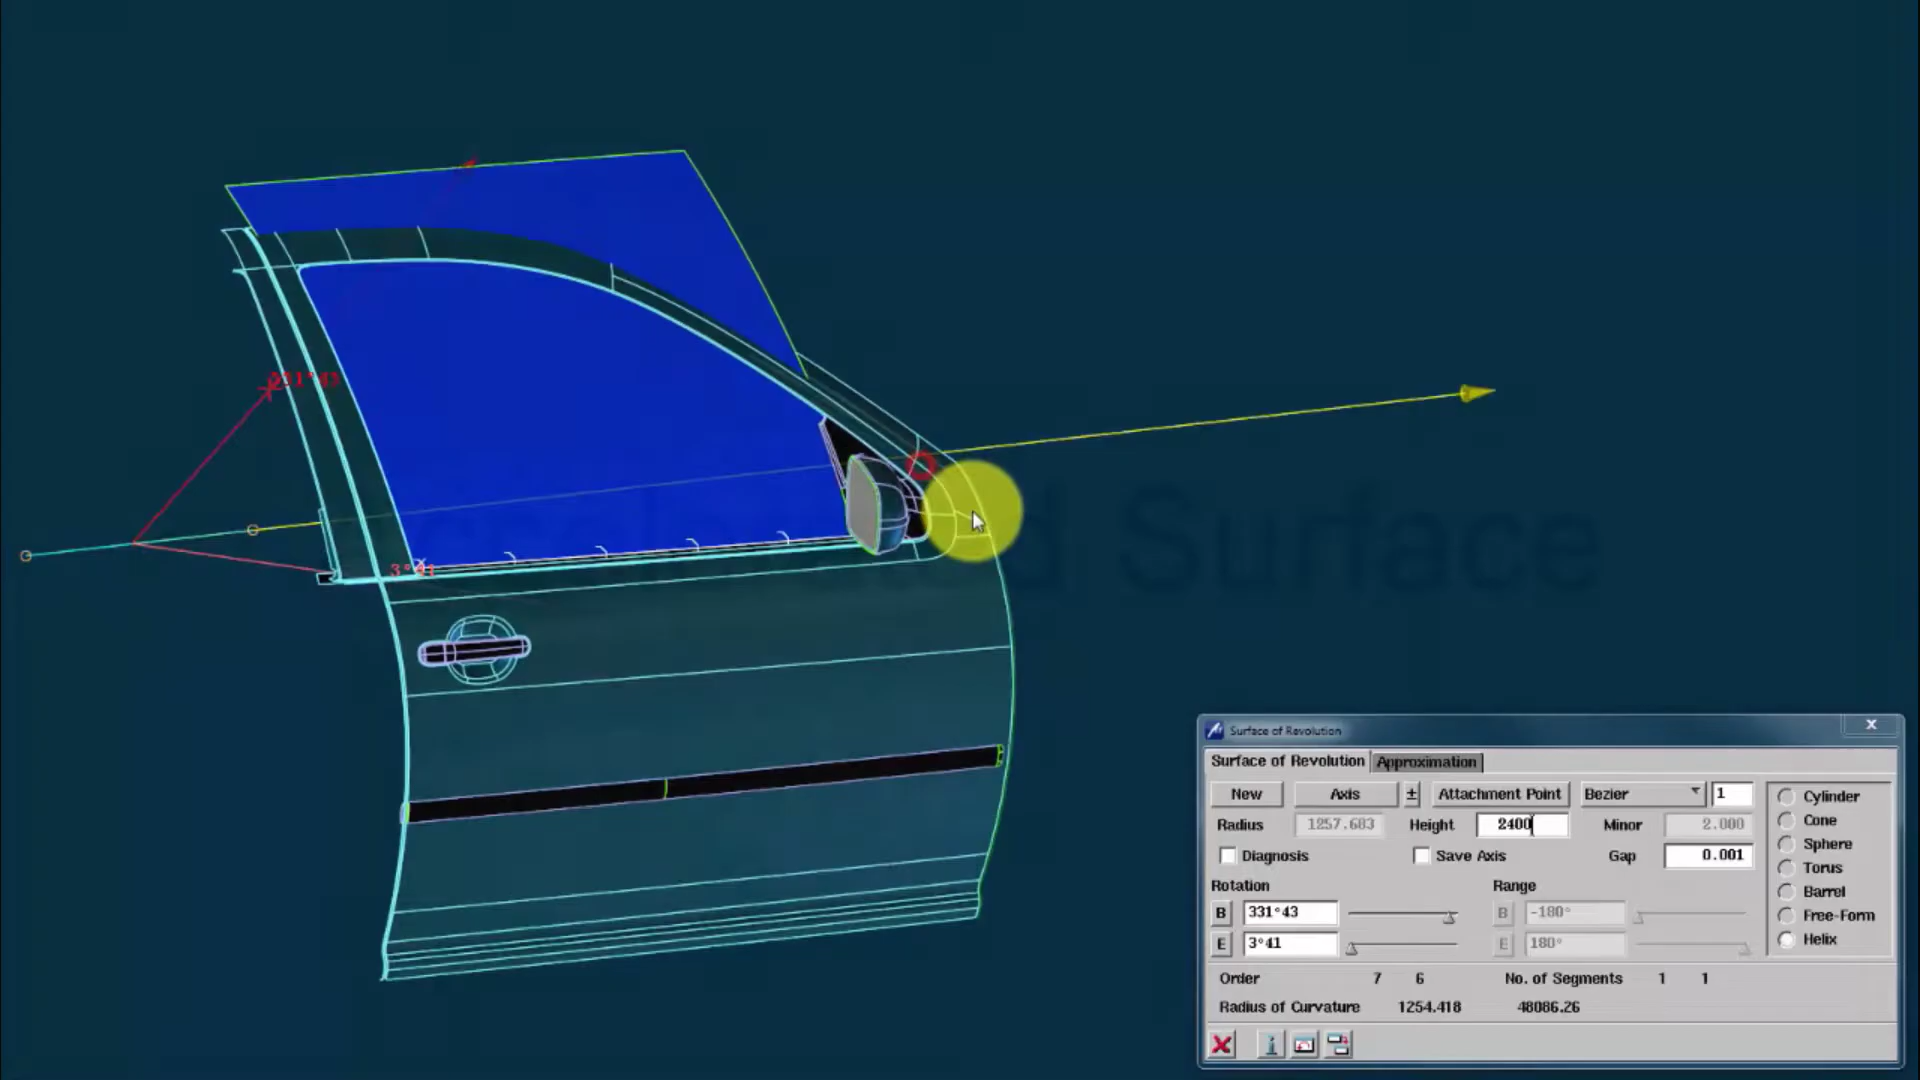 331°43
3°41
Surface
Surface of Revolution
Surface of Revolution Approximation
New Axis ± Attachment Point Bezier 1
Radius 1257.683 Height 2400 Minor 2.000
Diagnosis Save Axis Gap 0.001
Rotation Range
B 331°43 B -180°
E 3°41 E 180°
Order 7 6 No. of Segments 1 1
Radius of Curvature 1254.418 48086.26
Cylinder
Cone
Sphere
Torus
Barrel
Free-Form
Helix